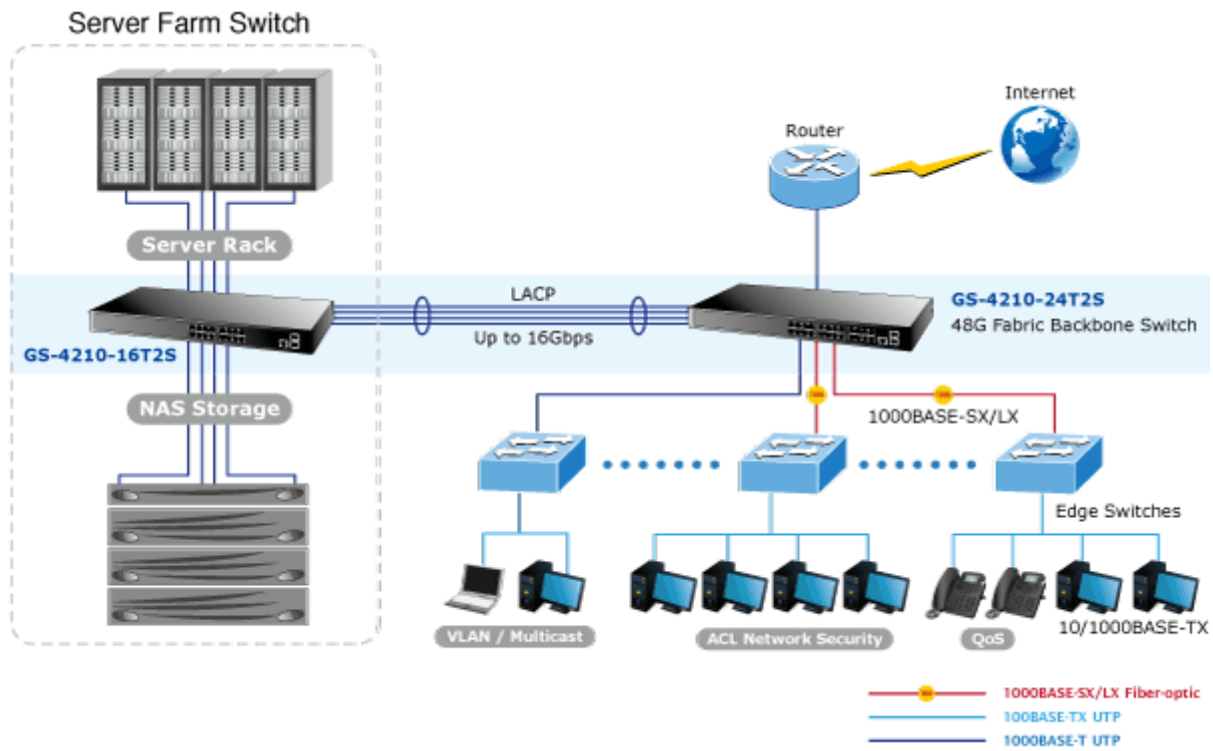 Server Farm Switch
Internet
Router
Server Rack
LACP
GS-4210-24T2S
48G Fabric Backbone Switch
Up to 16Gbps
GS-4210-16T2S
NAS Storage
1000BASE-SX/LX
Edge Switches
VLAN / Multicast
ACL Network Security
QoS
10/1000BASE-TX
1000BASE-SX/LX Fiber-optic
100BASE-TX UTP
1000BASE-T UTP